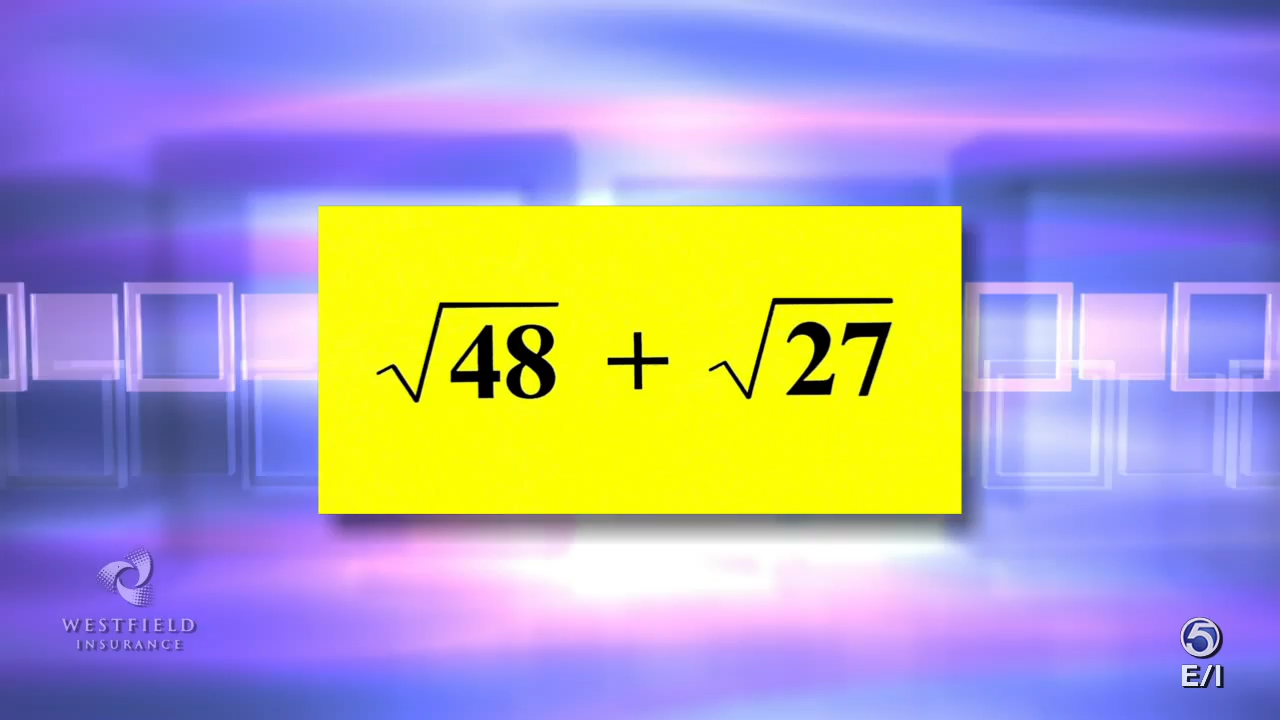 √48 + √27
WESTFIELD
INSURANCE
5
E/I